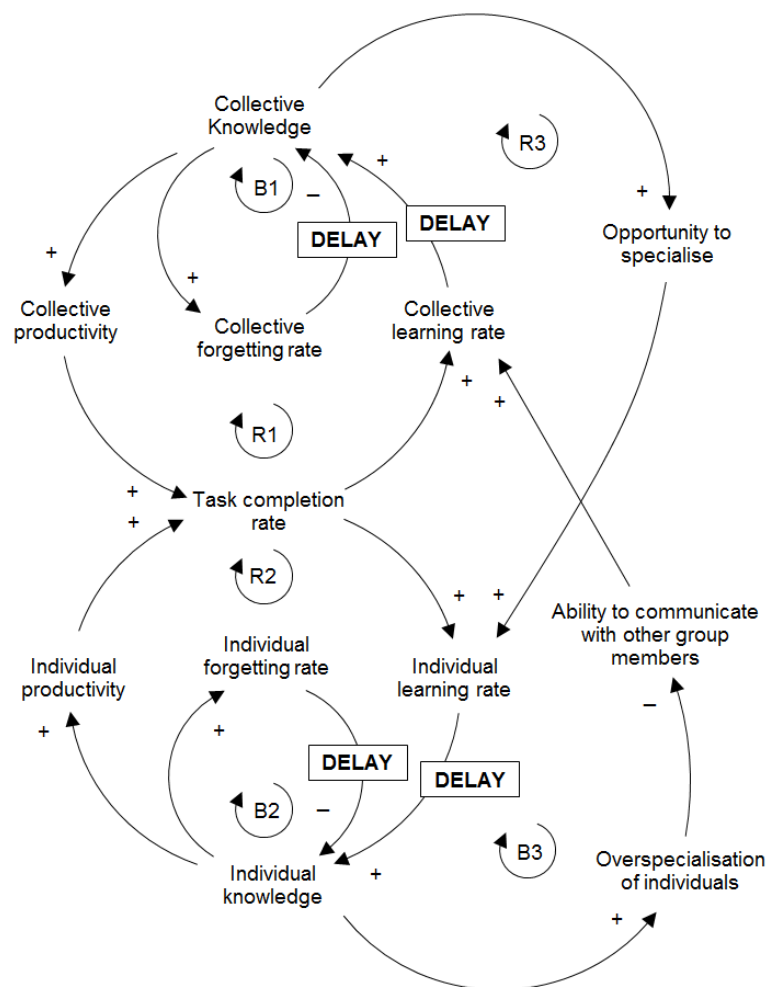 Collective
Knowledge
R3
+
B1
–
+
DELAY
DELAY
+
Opportunity to
specialise
+
+
Collective
productivity
Collective
forgetting rate
Collective
learning rate
+
+
R1
+
Task completion
rate
+
R2
+
+
Ability to communicate
with other group
members
Individual
forgetting rate
Individual
productivity
Individual
learning rate
–
+
+
DELAY
DELAY
B2
–
B3
Overspecialisation
of individuals
Individual
knowledge
+
+